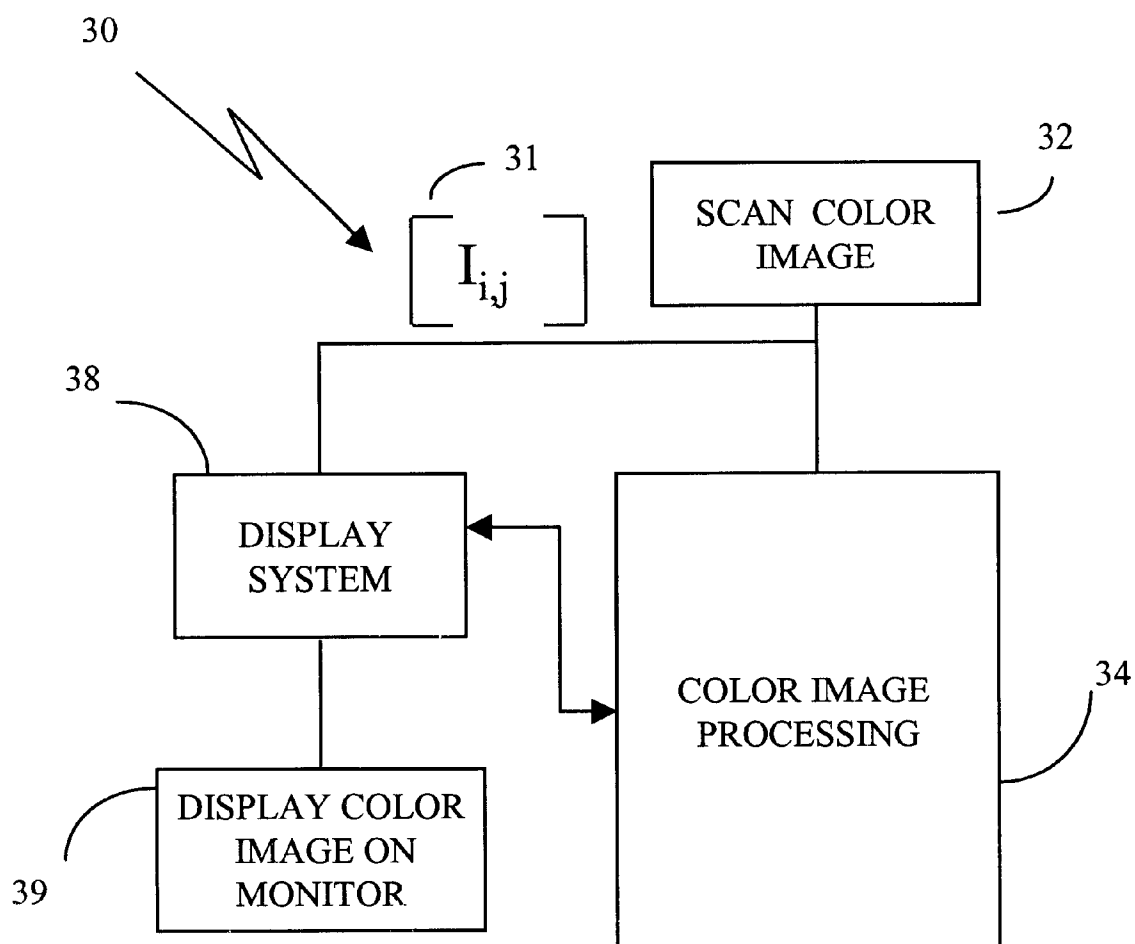 30
31
32
SCAN COLOR
IMAGE
I i,j
38
DISPLAY
SYSTEM
COLOR IMAGE
PROCESSING
34
DISPLAY COLOR
IMAGE ON
MONITOR
39